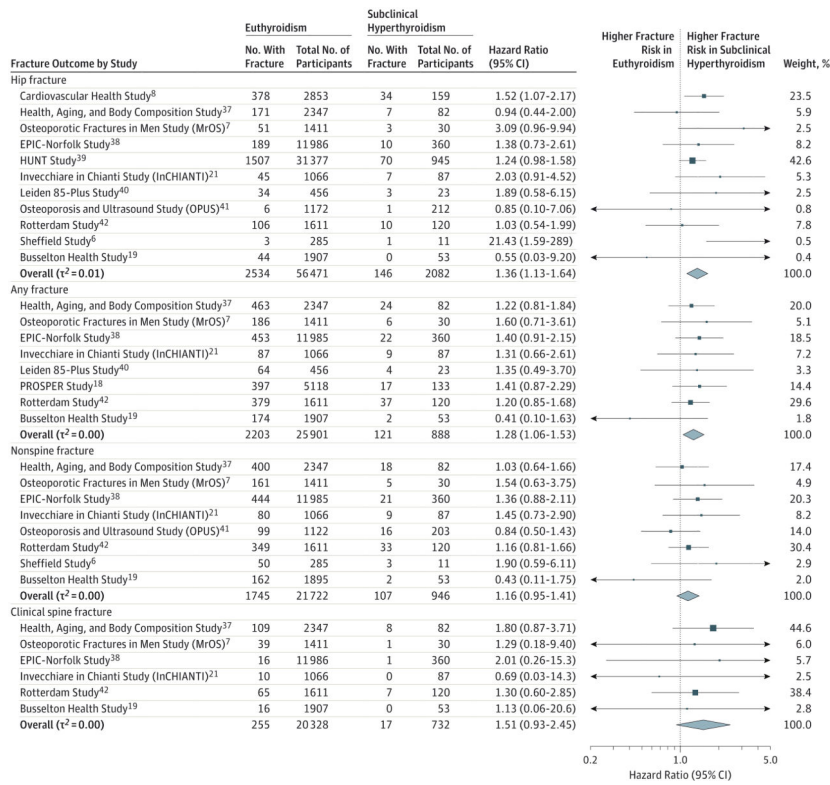 Euthyroidism
Subclinical
Hyperthyroidism
Higher Fracture
Risk in
Euthyroidism
Higher Fracture
Risk in Subclinical
Hyperthyroidism
Fracture Outcome by Study
No. With
Fracture
Total No. of
Participants
No. With
Fracture
Total No. of
Participants
Hazard Ratio
(95% CI)
Weight, %
Hip fracture
Cardiovascular Health Study8 378 2853 34 159 1.52 (1.07-2.17) 23.5
Health, Aging, and Body Composition Study37 171 2347 7 82 0.94 (0.44-2.00) 5.9
Osteoporotic Fractures in Men Study (MrOS)7 51 1411 3 30 3.09 (0.96-9.94) 2.5
EPIC-Norfolk Study38 189 11986 10 360 1.38 (0.73-2.61) 8.2
HUNT Study39 1507 31377 70 945 1.24 (0.98-1.58) 42.6
Invecchiare in Chianti Study (InCHIANTI)21 45 1066 7 87 2.03 (0.91-4.52) 5.3
Leiden 85-Plus Study40 34 456 3 23 1.89 (0.58-6.15) 2.5
Osteoporosis and Ultrasound Study (OPUS)41 6 1172 1 212 0.85 (0.10-7.06) 0.8
Rotterdam Study42 106 1611 10 120 1.03 (0.54-1.99) 7.8
Sheffield Study6 3 285 1 11 21.43 (1.59-289) 0.5
Busselton Health Study19 44 1907 0 53 0.55 (0.03-9.20) 0.4
Overall (τ2 = 0.01) 2534 56471 146 2082 1.36 (1.13-1.64) 100.0
Any fracture
Health, Aging, and Body Composition Study37 463 2347 24 82 1.22 (0.81-1.84) 20.0
Osteoporotic Fractures in Men Study (MrOS)7 186 1411 6 30 1.60 (0.71-3.61) 5.1
EPIC-Norfolk Study38 453 11985 22 360 1.40 (0.91-2.15) 18.5
Invecchiare in Chianti Study (InCHIANTI)21 87 1066 9 87 1.31 (0.66-2.61) 7.2
Leiden 85-Plus Study40 64 456 4 23 1.35 (0.49-3.70) 3.3
PROSPER Study18 397 5118 17 133 1.41 (0.87-2.29) 14.4
Rotterdam Study42 379 1611 37 120 1.20 (0.85-1.68) 29.6
Busselton Health Study19 174 1907 2 53 0.41 (0.10-1.63) 1.8
Overall (τ2 = 0.00) 2203 25901 121 888 1.28 (1.06-1.53) 100.0
Nonspine fracture
Health, Aging, and Body Composition Study37 400 2347 18 82 1.03 (0.64-1.66) 17.4
Osteoporotic Fractures in Men Study (MrOS)7 161 1411 5 30 1.54 (0.63-3.75) 4.9
EPIC-Norfolk Study38 444 11985 21 360 1.36 (0.88-2.11) 20.3
Invecchiare in Chianti Study (InCHIANTI)21 80 1066 9 87 1.45 (0.73-2.90) 8.2
Osteoporosis and Ultrasound Study (OPUS)41 99 1122 16 203 0.84 (0.50-1.43) 14.0
Rotterdam Study42 349 1611 33 120 1.16 (0.81-1.66) 30.4
Sheffield Study6 50 285 3 11 1.90 (0.59-6.11) 2.9
Busselton Health Study19 162 1895 2 53 0.43 (0.11-1.75) 2.0
Overall (τ2 = 0.00) 1745 21722 107 946 1.16 (0.95-1.41) 100.0
Clinical spine fracture
Health, Aging, and Body Composition Study37 109 2347 8 82 1.80 (0.87-3.71) 44.6
Osteoporotic Fractures in Men Study (MrOS)7 39 1411 1 30 1.29 (0.18-9.40) 6.0
EPIC-Norfolk Study38 16 11986 1 360 2.01 (0.26-15.3) 5.7
Invecchiare in Chianti Study (InCHIANTI)21 10 1066 0 87 0.69 (0.03-14.3) 2.5
Rotterdam Study42 65 1611 7 120 1.30 (0.60-2.85) 38.4
Busselton Health Study19 16 1907 0 53 1.13 (0.06-20.6) 2.8
Overall (τ2 = 0.00) 255 20328 17 732 1.51 (0.93-2.45) 100.0
0.2 1.0 5.0
Hazard Ratio (95% CI)